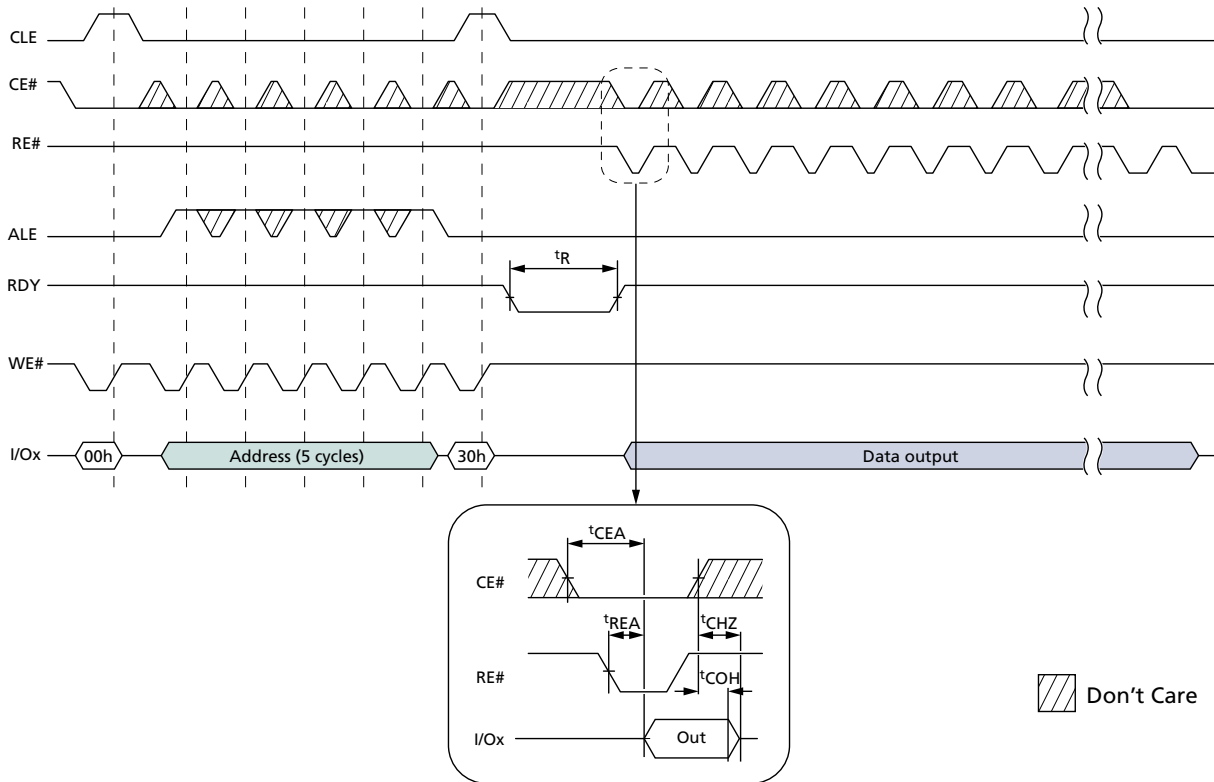 CLE
CE#
RE#
ALE
tR
RDY
WE#
I/Ox
00h
Address (5 cycles)
30h
Data output
tCEA
CE#
tREA
tCHZ
RE#
tCOH
I/Ox
Out
Don't Care